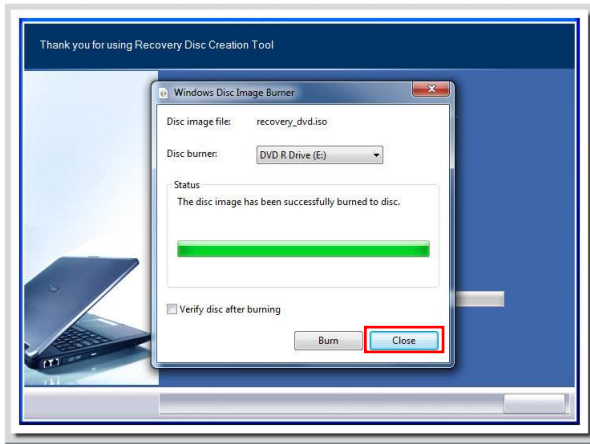 Thank you for using Recovery Disc Creation Tool
Windows Disc Image Burner
Disc image file: recovery_dvd.iso
Disc burner: DVD R Drive (E:)
Status
The disc image has been successfully burned to disc.
Verify disc after burning
Burn Close